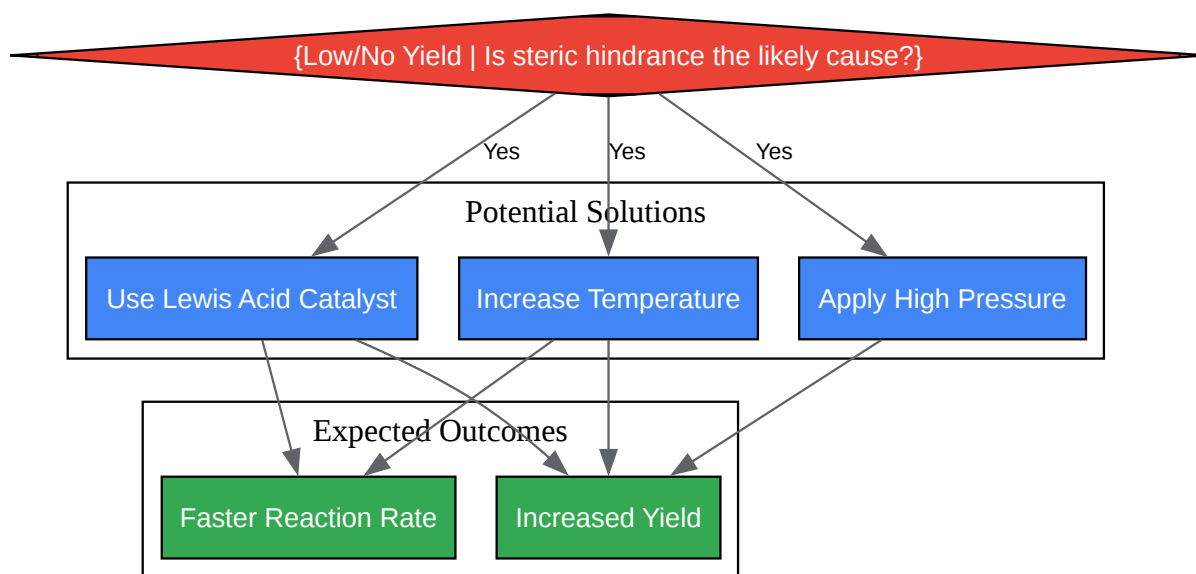 {Low/No Yield | Is steric hindrance the likely cause?}
Yes
Yes
Yes
Potential Solutions
Use Lewis Acid Catalyst
Increase Temperature
Apply High Pressure
Expected Outcomes
Faster Reaction Rate
Increased Yield